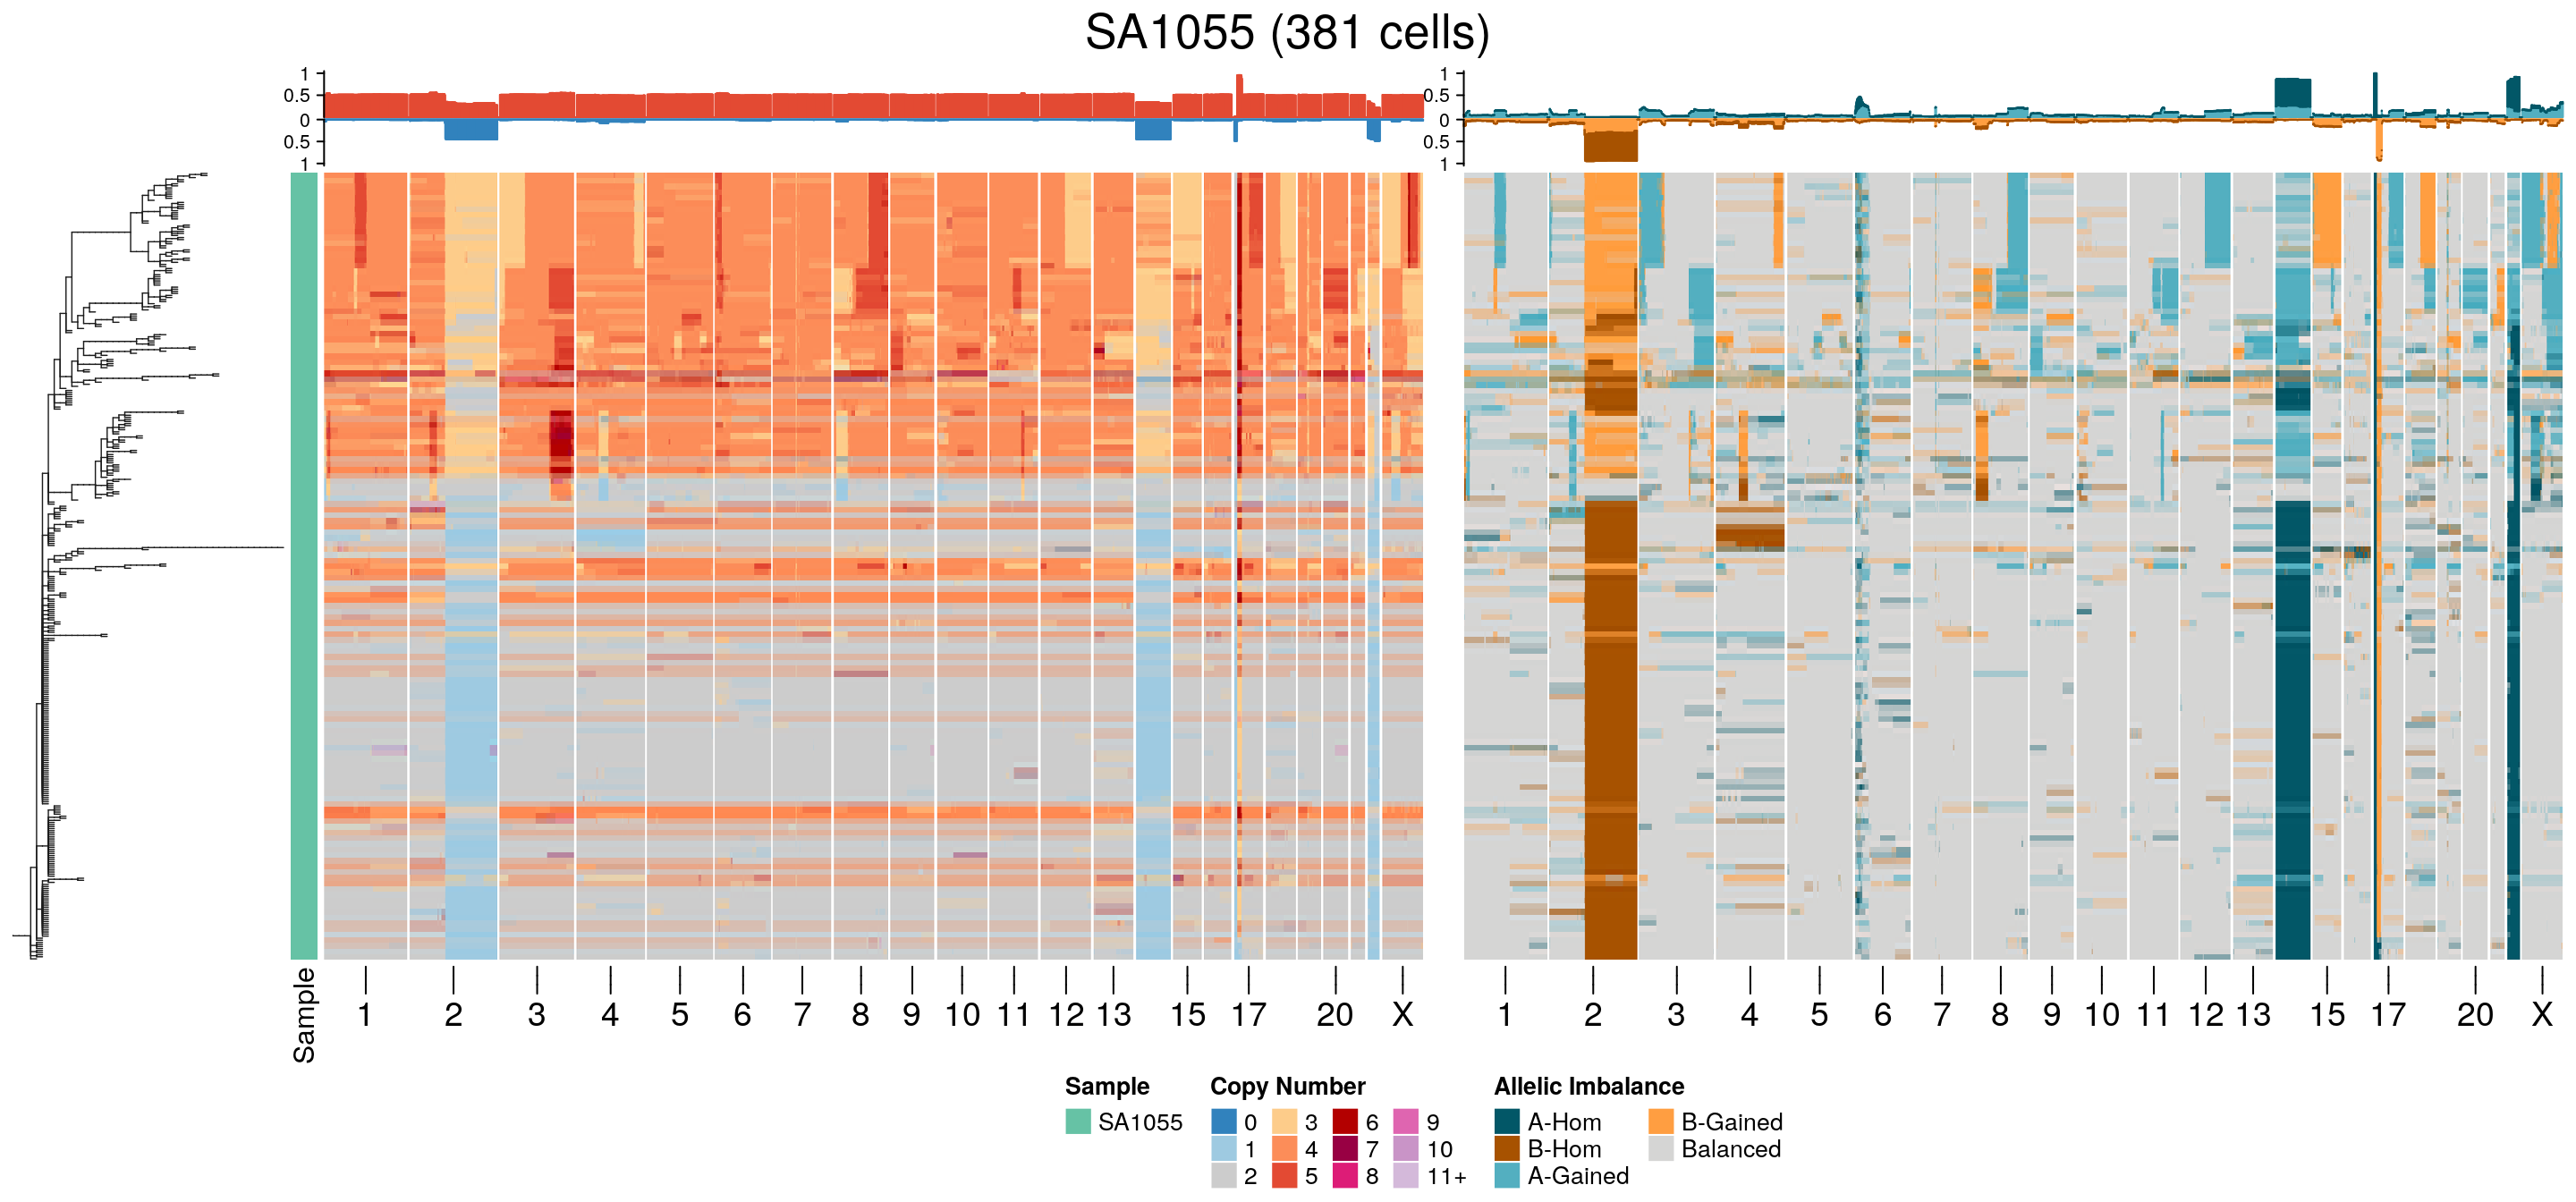 SA1055 (381 cells)
1
0.5
0
0.5
1
1
0.5
0
0.5
1
Sample
1 2 3 4 5 6 7 8 9 10 11 12 13 15 17 20 X
1 2 3 4 5 6 7 8 9 10 11 12 13 15 17 20 X
Sample
SA1055
Copy Number
0 3 6 9
1 4 7 10
2 5 8 11+
Allelic Imbalance
A-Hom B-Gained
B-Hom Balanced
A-Gained